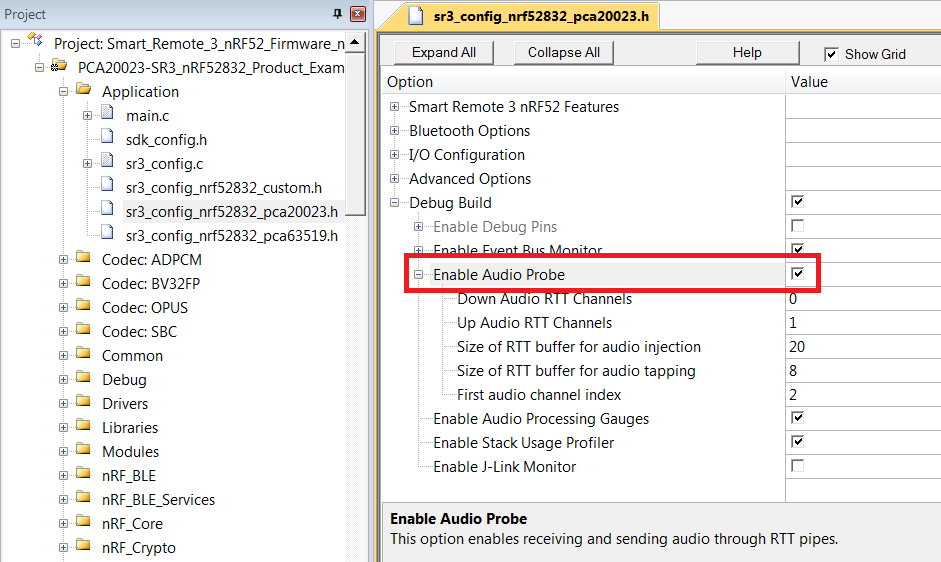 Project
Project: Smart_Remote_3_nRF52_Firmware_n
PCA20023-SR3_nRF52832_Product_Exam
Application
main.c
sdk_config.h
sr3_config.c
sr3_config_nrf52832_custom.h
sr3_config_nrf52832_pca20023.h
sr3_config_nrf52832_pca63519.h
Codec: ADPCM
Codec: BV32FP
Codec: OPUS
Codec: SBC
Common
Debug
Drivers
Libraries
Modules
nRF_BLE
nRF_BLE_Services
nRF_Core
nRF_Crypto
sr3_config_nrf52832_pca20023.h
Expand All Collapse All Help Show Grid
Option Value
Smart Remote 3 nRF52 Features
Bluetooth Options
I/O Configuration
Advanced Options
Debug Build
Enable Debug Pins
Enable Event Bus Monitor
Enable Audio Probe
Down Audio RTT Channels 0
Up Audio RTT Channels 1
Size of RTT buffer for audio injection 20
Size of RTT buffer for audio tapping 8
First audio channel index 2
Enable Audio Processing Gauges
Enable Stack Usage Profiler
Enable J-Link Monitor
Enable Audio Probe
This option enables receiving and sending audio through RTT pipes.